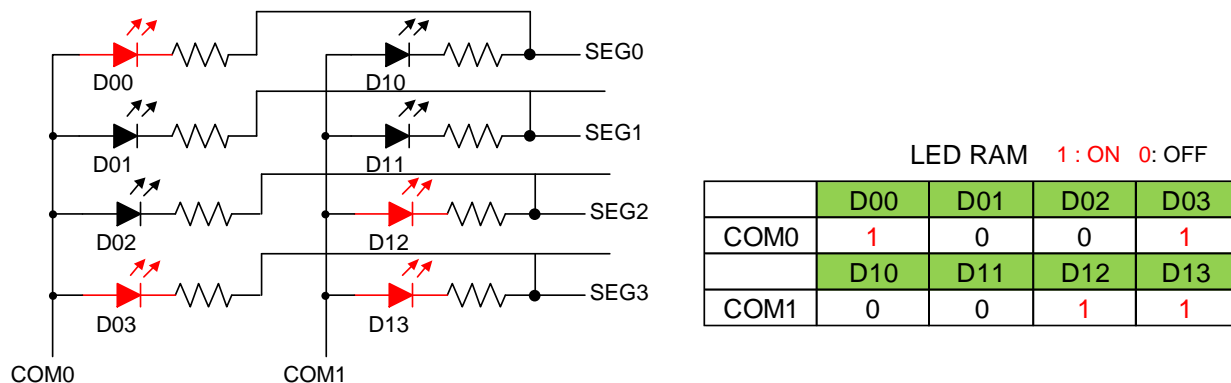 D00
D10
SEG0
D01
D11
SEG1
D02
D12
SEG2
D03
D13
SEG3
COM0
COM1
LED RAM 1 : ON 0: OFF
D00 D01 D02 D03
COM0 1 0 0 1
D10 D11 D12 D13
COM1 0 0 1 1